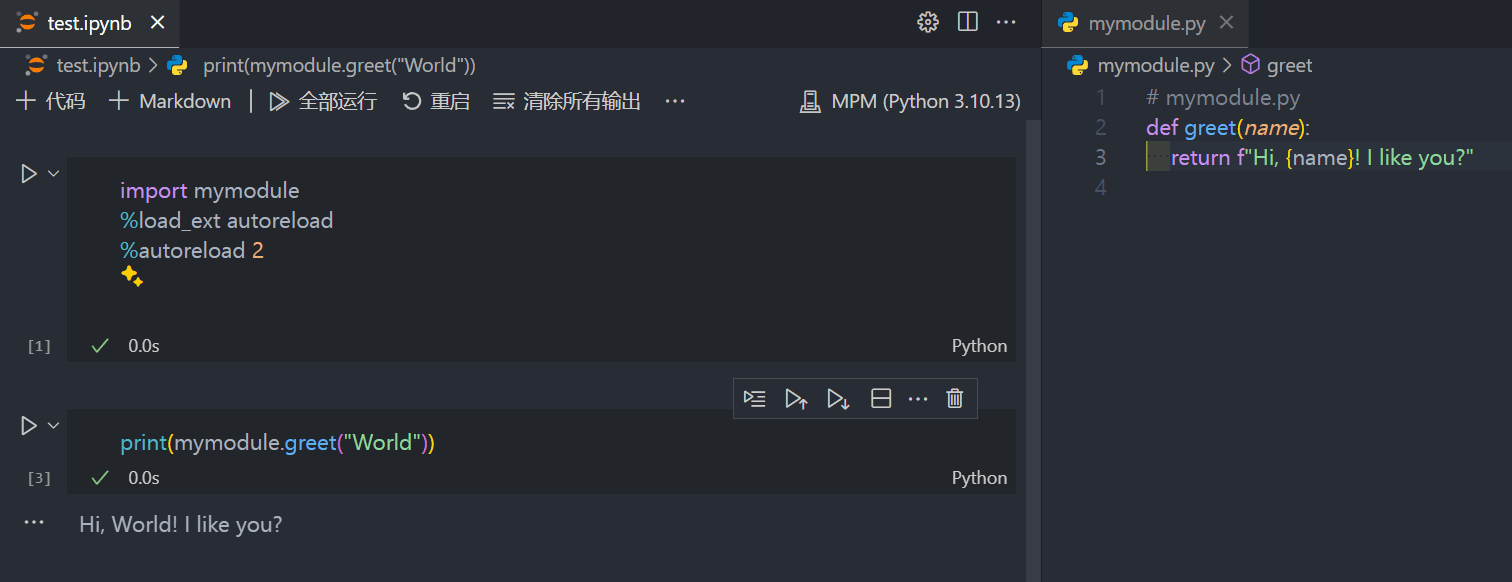 test.ipynb
test.ipynb > print(mymodule.greet("World"))
代码 Markdown 全部运行 重启 清除所有输出 ... MPM (Python 3.10.13)
import mymodule
%load_ext autoreload
%autoreload 2
[1] 0.0s Python
print(mymodule.greet("World"))
[3] 0.0s Python
Hi, World! I like you?
mymodule.py
mymodule.py > greet
1 # mymodule.py
2 def greet(name):
3 return f"Hi, {name}! I like you?"
4